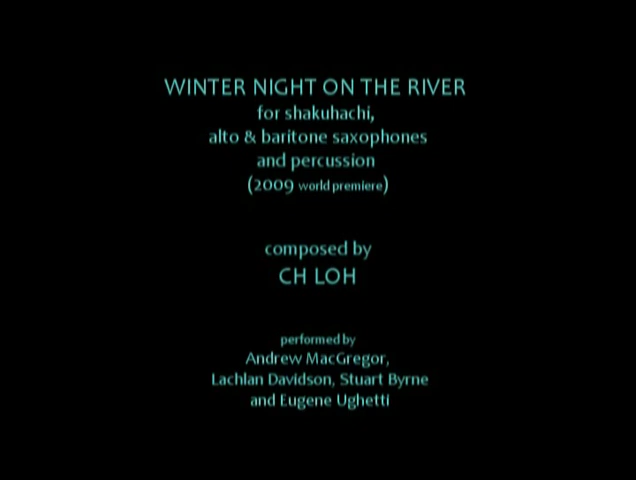 WINTER NIGHT ON THE RIVER
for shakuhachi,
alto & baritone saxophones
and percussion
(2009 world premiere)
composed by
CH LOH
performed by
Andrew MacGregor,
Lachlan Davidson, Stuart Byrne
and Eugene Ughetti